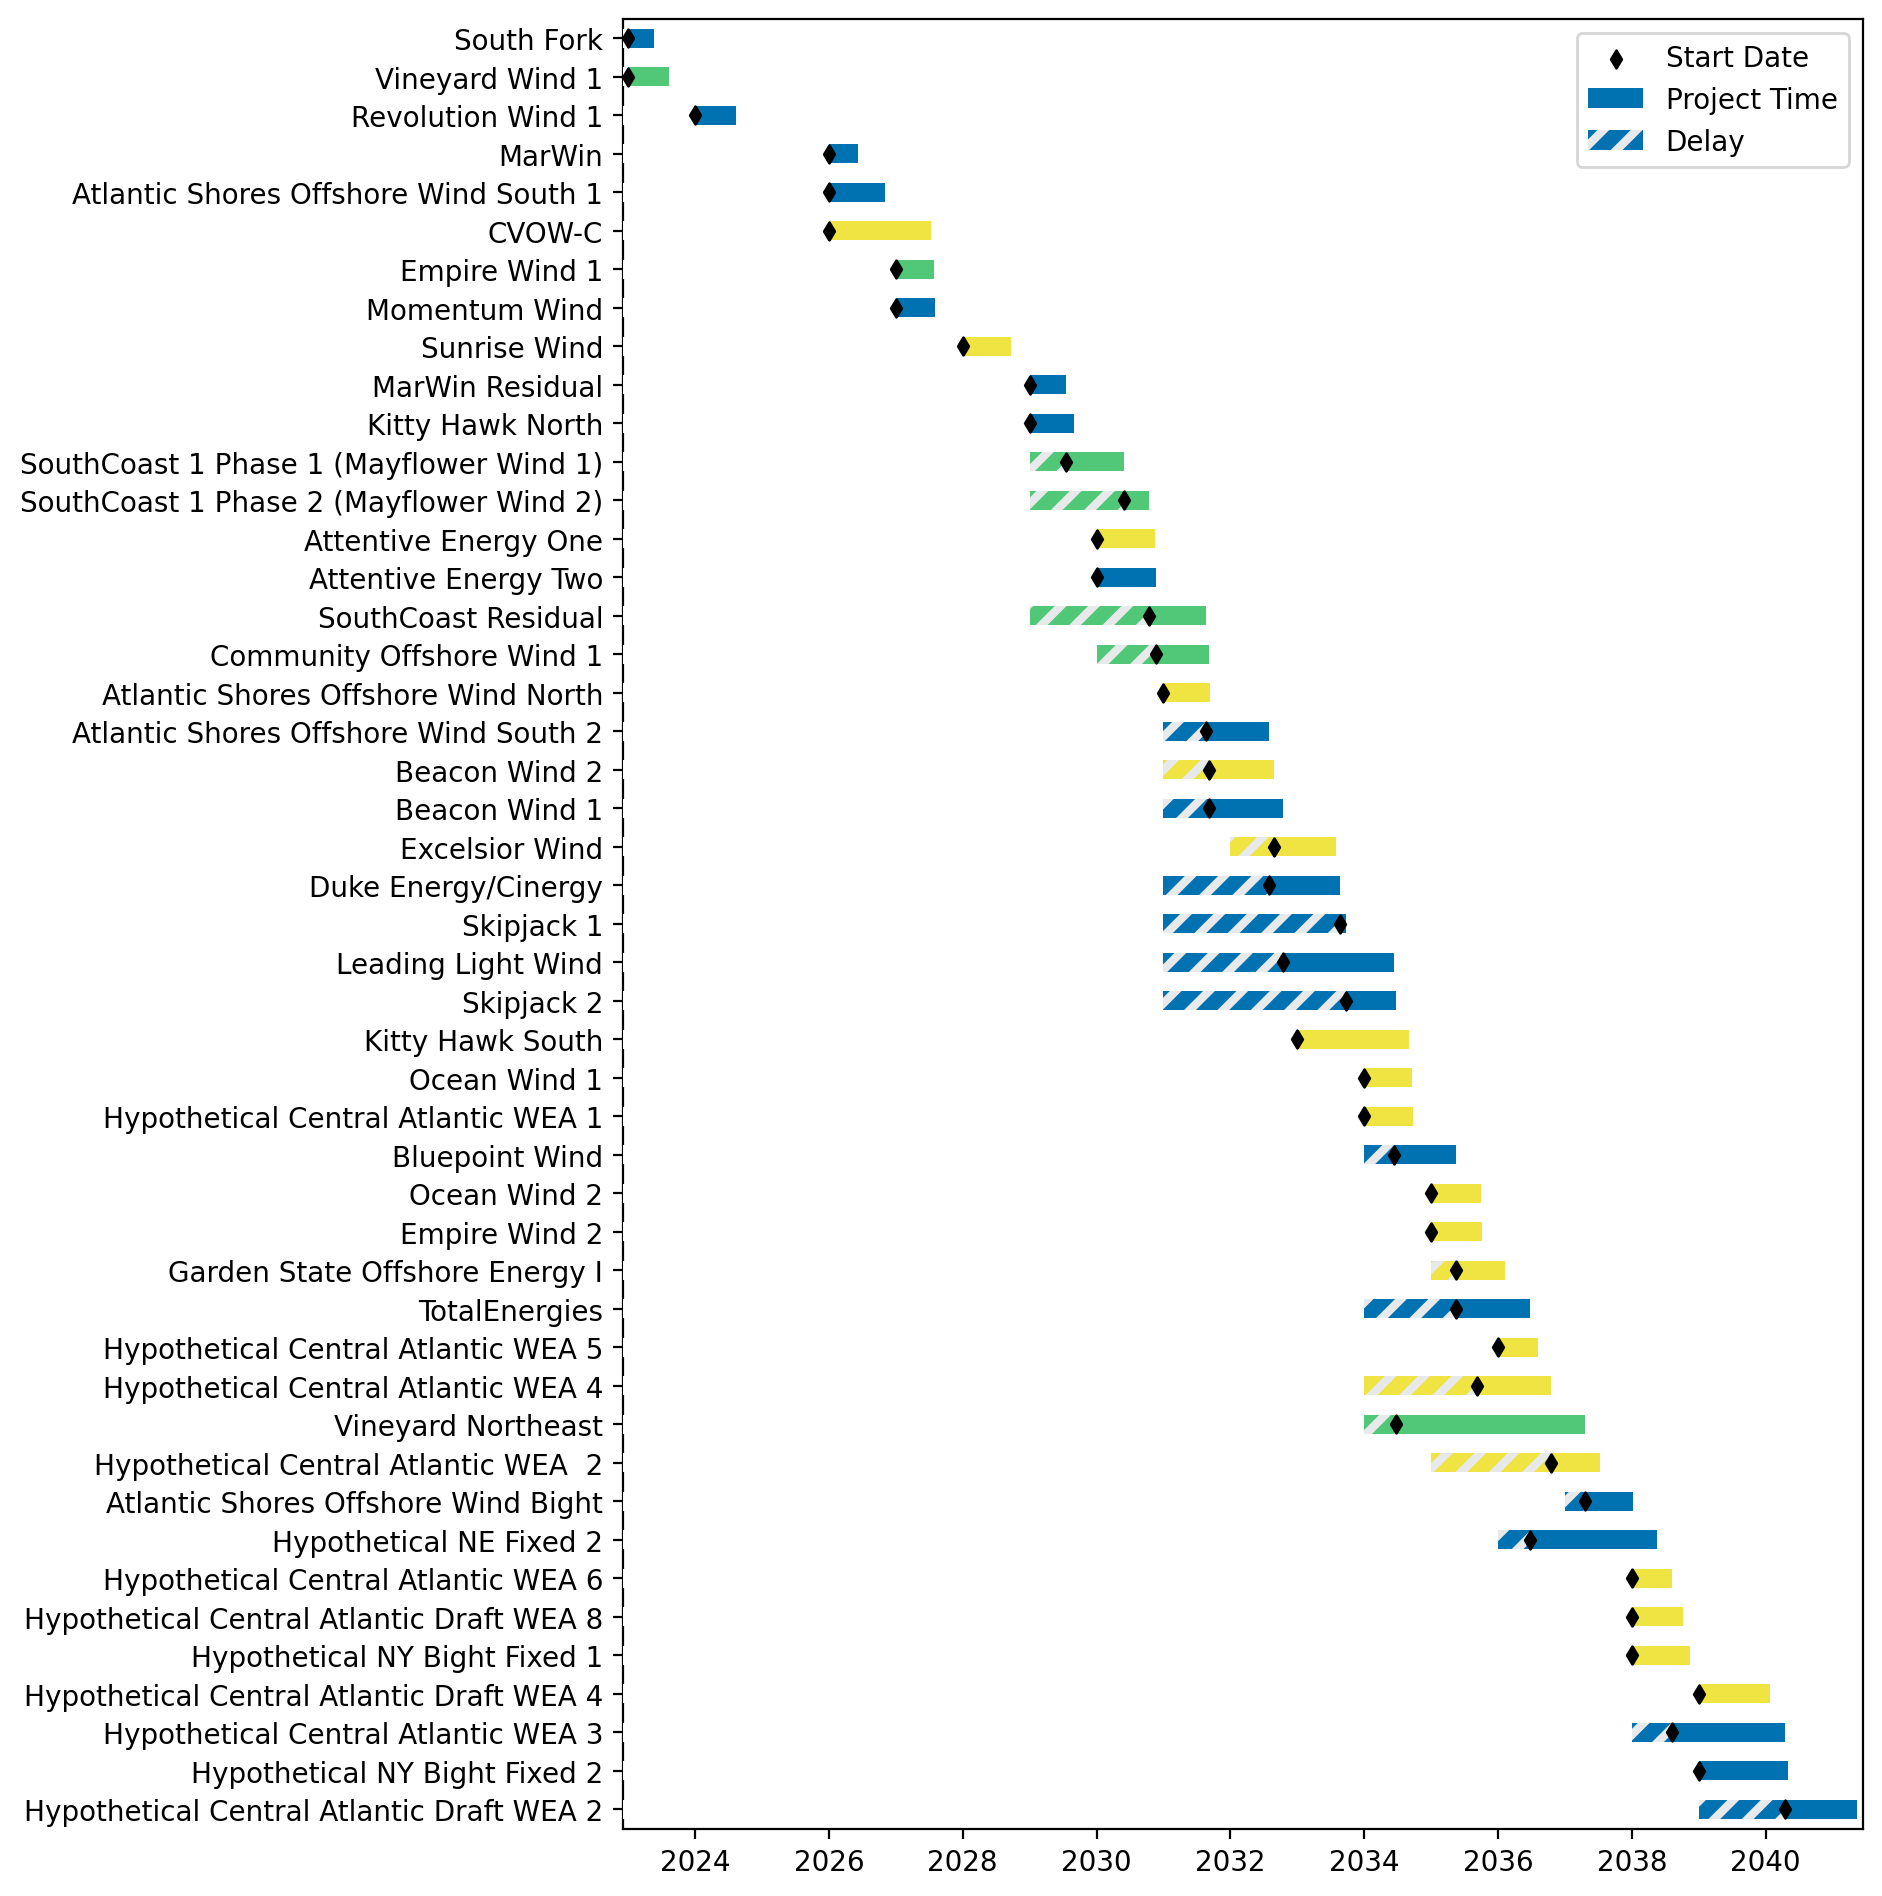 South Fork
Vineyard Wind 1
Revolution Wind 1
MarWin
Atlantic Shores Offshore Wind South 1
CVOW-C
Empire Wind 1
Momentum Wind
Sunrise Wind
MarWin Residual
Kitty Hawk North
SouthCoast 1 Phase 1 (Mayflower Wind 1)
SouthCoast 1 Phase 2 (Mayflower Wind 2)
Attentive Energy One
Attentive Energy Two
SouthCoast Residual
Community Offshore Wind 1
Atlantic Shores Offshore Wind North
Atlantic Shores Offshore Wind South 2
Beacon Wind 2
Beacon Wind 1
Excelsior Wind
Duke Energy/Cinergy
Skipjack 1
Leading Light Wind
Skipjack 2
Kitty Hawk South
Ocean Wind 1
Hypothetical Central Atlantic WEA 1
Bluepoint Wind
Ocean Wind 2
Empire Wind 2
Garden State Offshore Energy I
TotalEnergies
Hypothetical Central Atlantic WEA 5
Hypothetical Central Atlantic WEA 4
Vineyard Northeast
Hypothetical Central Atlantic WEA  2
Atlantic Shores Offshore Wind Bight
Hypothetical NE Fixed 2
Hypothetical Central Atlantic WEA 6
Hypothetical Central Atlantic Draft WEA 8
Hypothetical NY Bight Fixed 1
Hypothetical Central Atlantic Draft WEA 4
Hypothetical Central Atlantic WEA 3
Hypothetical NY Bight Fixed 2
Hypothetical Central Atlantic Draft WEA 2
Start Date
Project Time
Delay
2024 2026 2028 2030 2032 2034 2036 2038 2040